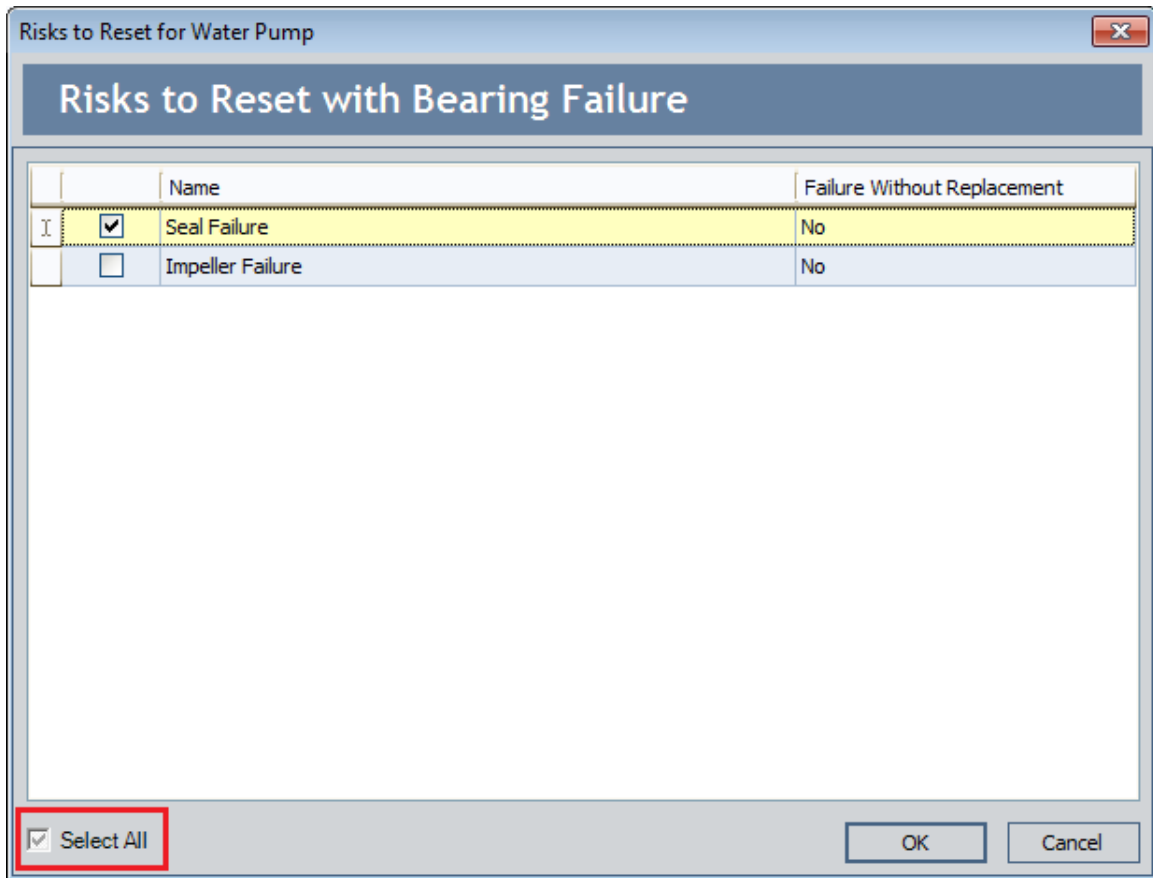 Risks to Reset for Water Pump
Risks to Reset with Bearing Failure
Name Failure Without Replacement
Seal Failure No
Impeller Failure No
Select All OK Cancel